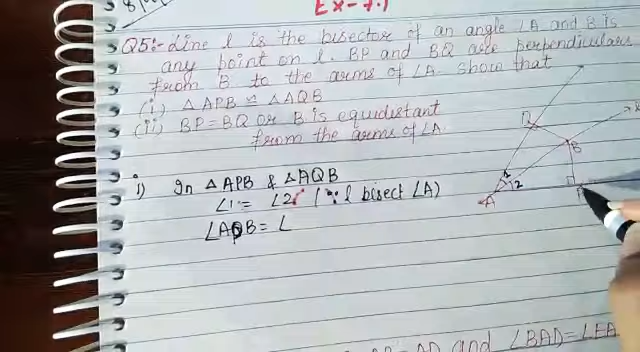 Ex-7.1
Q5:- Line l is the bisector of an angle ∠A and B is
any point on l. BP and BQ are perpendiculars
from B to the arms of ∠A. show that
(i) △APB ≅ △AQB
(ii) BP=BQ or B is equidistant
from the arms of ∠A.
Q
B
A
1
2
i) In △APB & △AQB
∠1 = ∠2 (∵ l bisect ∠A)
∠APB = ∠
and ∠BAD=∠EA